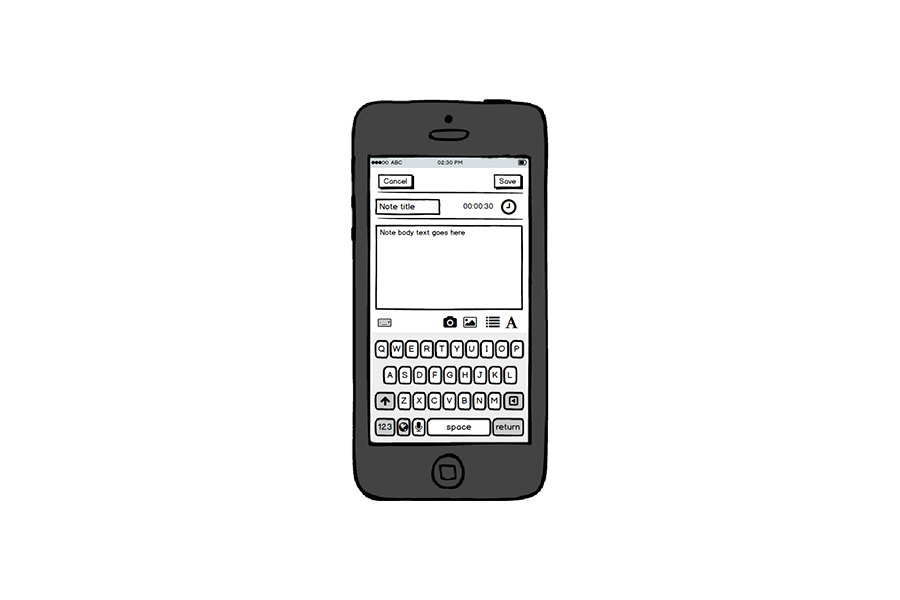 ABC 02:30 PM
Cancel Save
Note title 00:00:30
Note body text goes here
A
Q W E R T Y U I O P
A S D F G H J K L
Z X C V B N M
123 space return